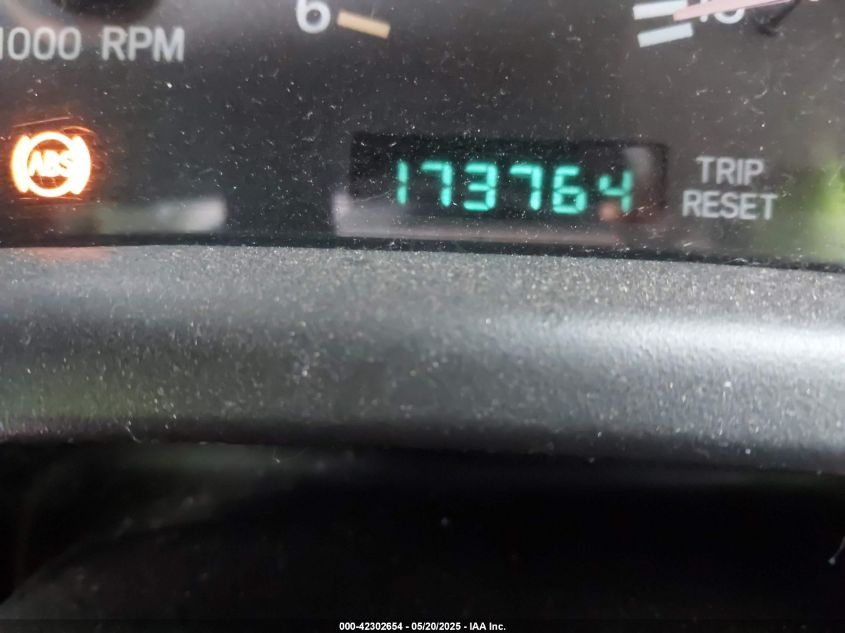 6
1000 RPM
ABS
173764
TRIP
RESET
000-42302654 - 05/20/2025 - IAA Inc.